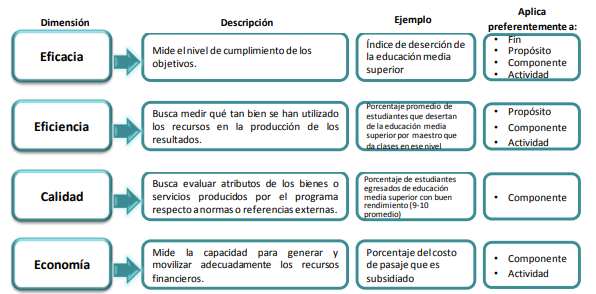 Dimensión
Descripción
Ejemplo
Aplica
preferentemente a:
Eficacia
Mide el nivel de cumplimiento de los
objetivos.
Índice de deserción de
la educación media
superior
• Fin
• Propósito
• Componente
• Actividad
Eficiencia
Busca medir qué tan bien se han utilizado
los recursos en la producción de los
resultados.
Porcentaje promedio de
estudiantes que desertan
de la educación media
superior por maestro que
da clases en ese nivel
• Propósito
• Componente
• Actividad
Calidad
Busca evaluar atributos de los bienes o
servicios producidos por el programa
respecto a normas o referencias externas.
Porcentaje de estudiantes
egresados de educación
media superior con buen
rendimiento (9-10
promedio)
• Componente
Economía
Mide la capacidad para generar y
movilizar adecuadamente los recursos
financieros.
Porcentaje del costo
de pasaje que es
subsidiado
• Componente
• Actividad